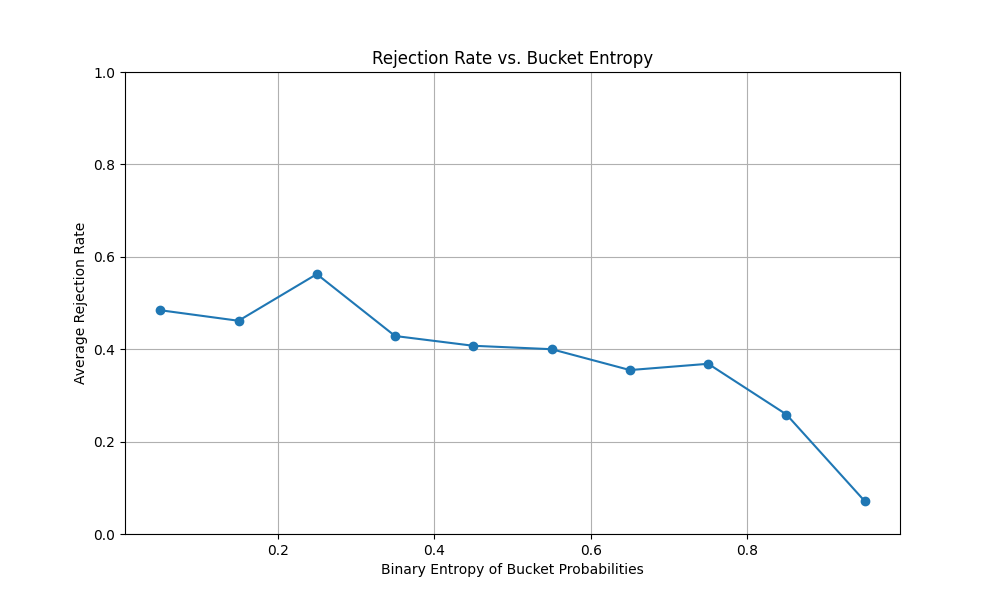 Rejection Rate vs. Bucket Entropy
1.0
0.8
0.6
0.4
0.2
0.0
Average Rejection Rate
0.2 0.4 0.6 0.8
Binary Entropy of Bucket Probabilities